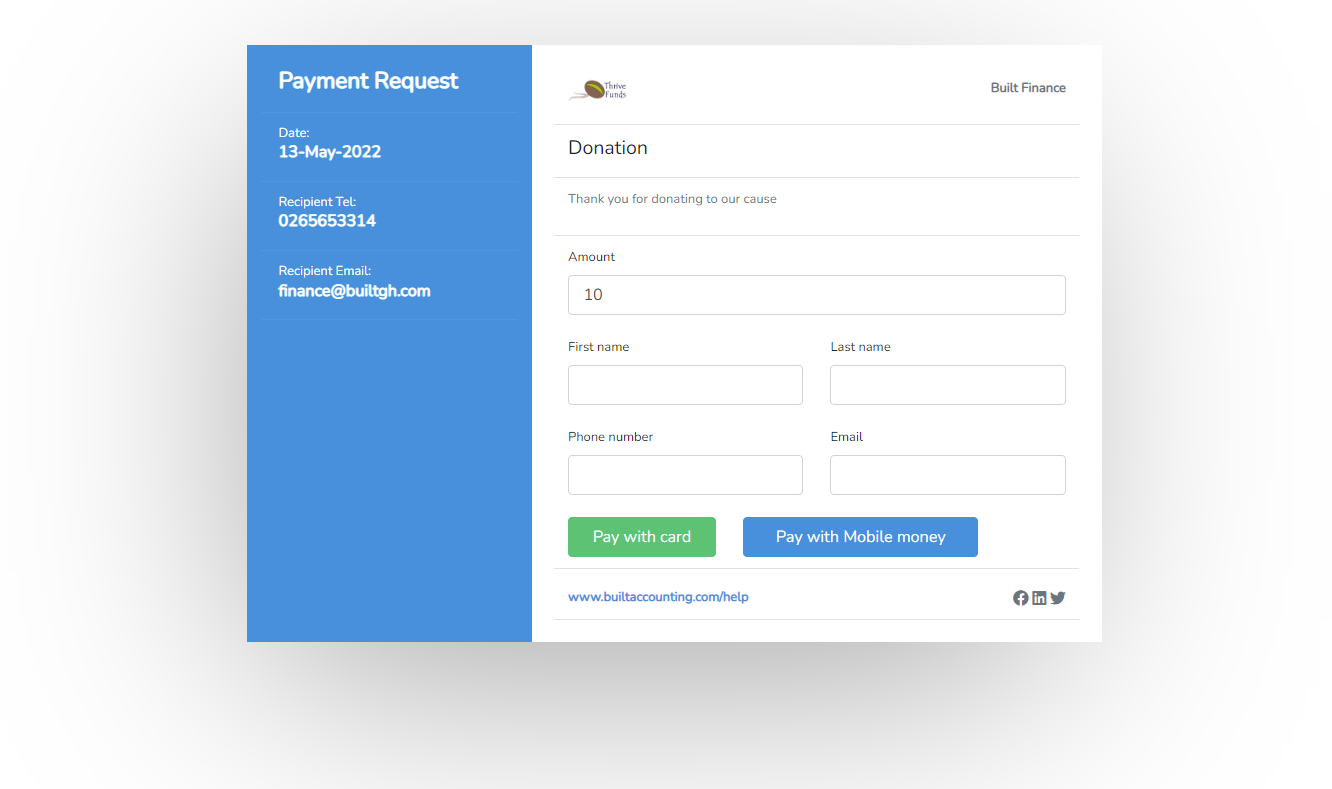 Payment Request
Date:
13-May-2022
Recipient Tel:
0265653314
Recipient Email:
finance@builtgh.com
Thrive
Funds
Built Finance
Donation
Thank you for donating to our cause
Amount
10
First name
Last name
Phone number
Email
Pay with card
Pay with Mobile money
www.builtaccounting.com/help